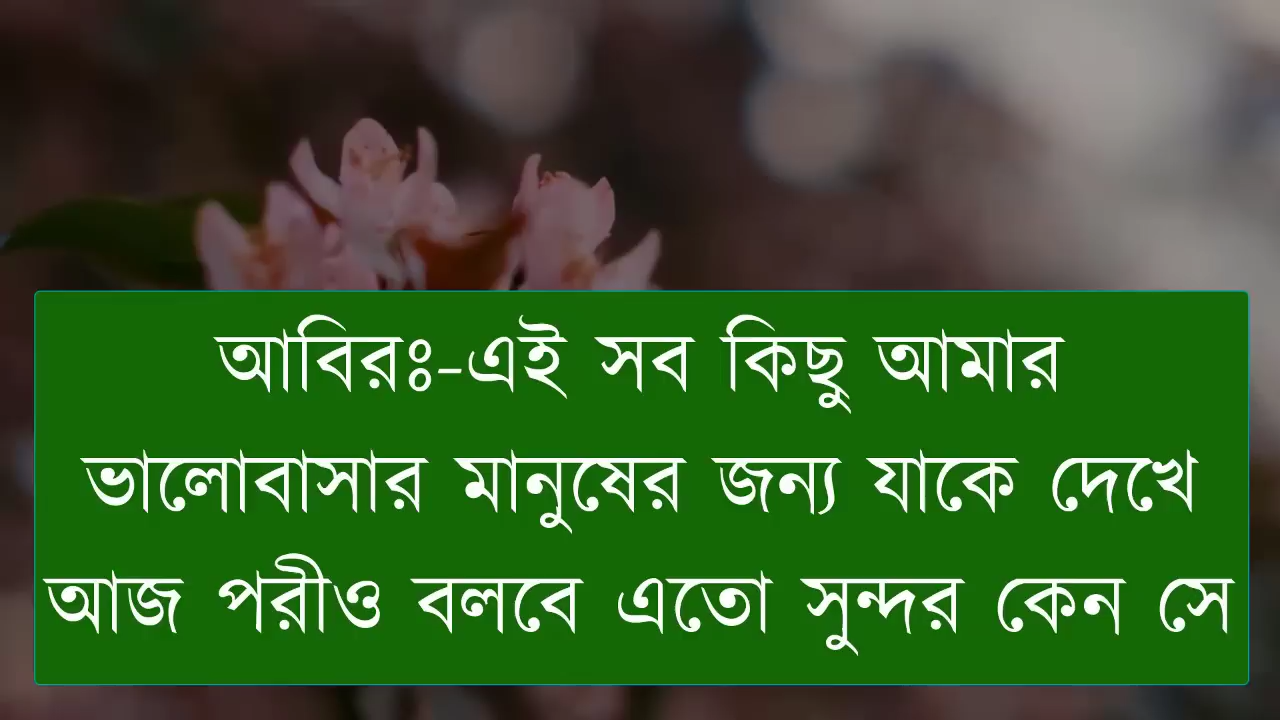 আবিরঃ-এই সব কিছু আমার
ভালোবাসার মানুষের জন্য যাকে দেখে
আজ পরীও বলবে এতো সুন্দর কেন সে